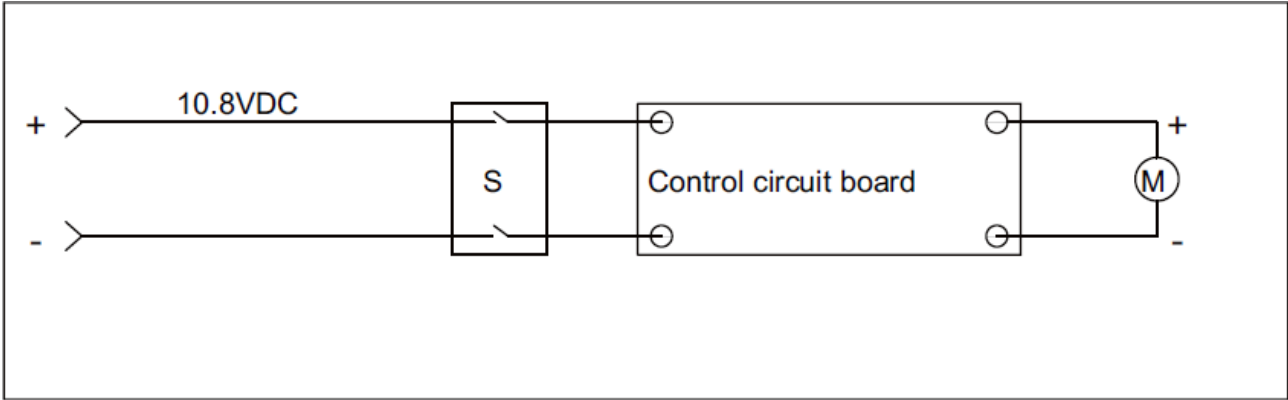 10.8VDC
+
+
S
Control circuit board
M
-
-